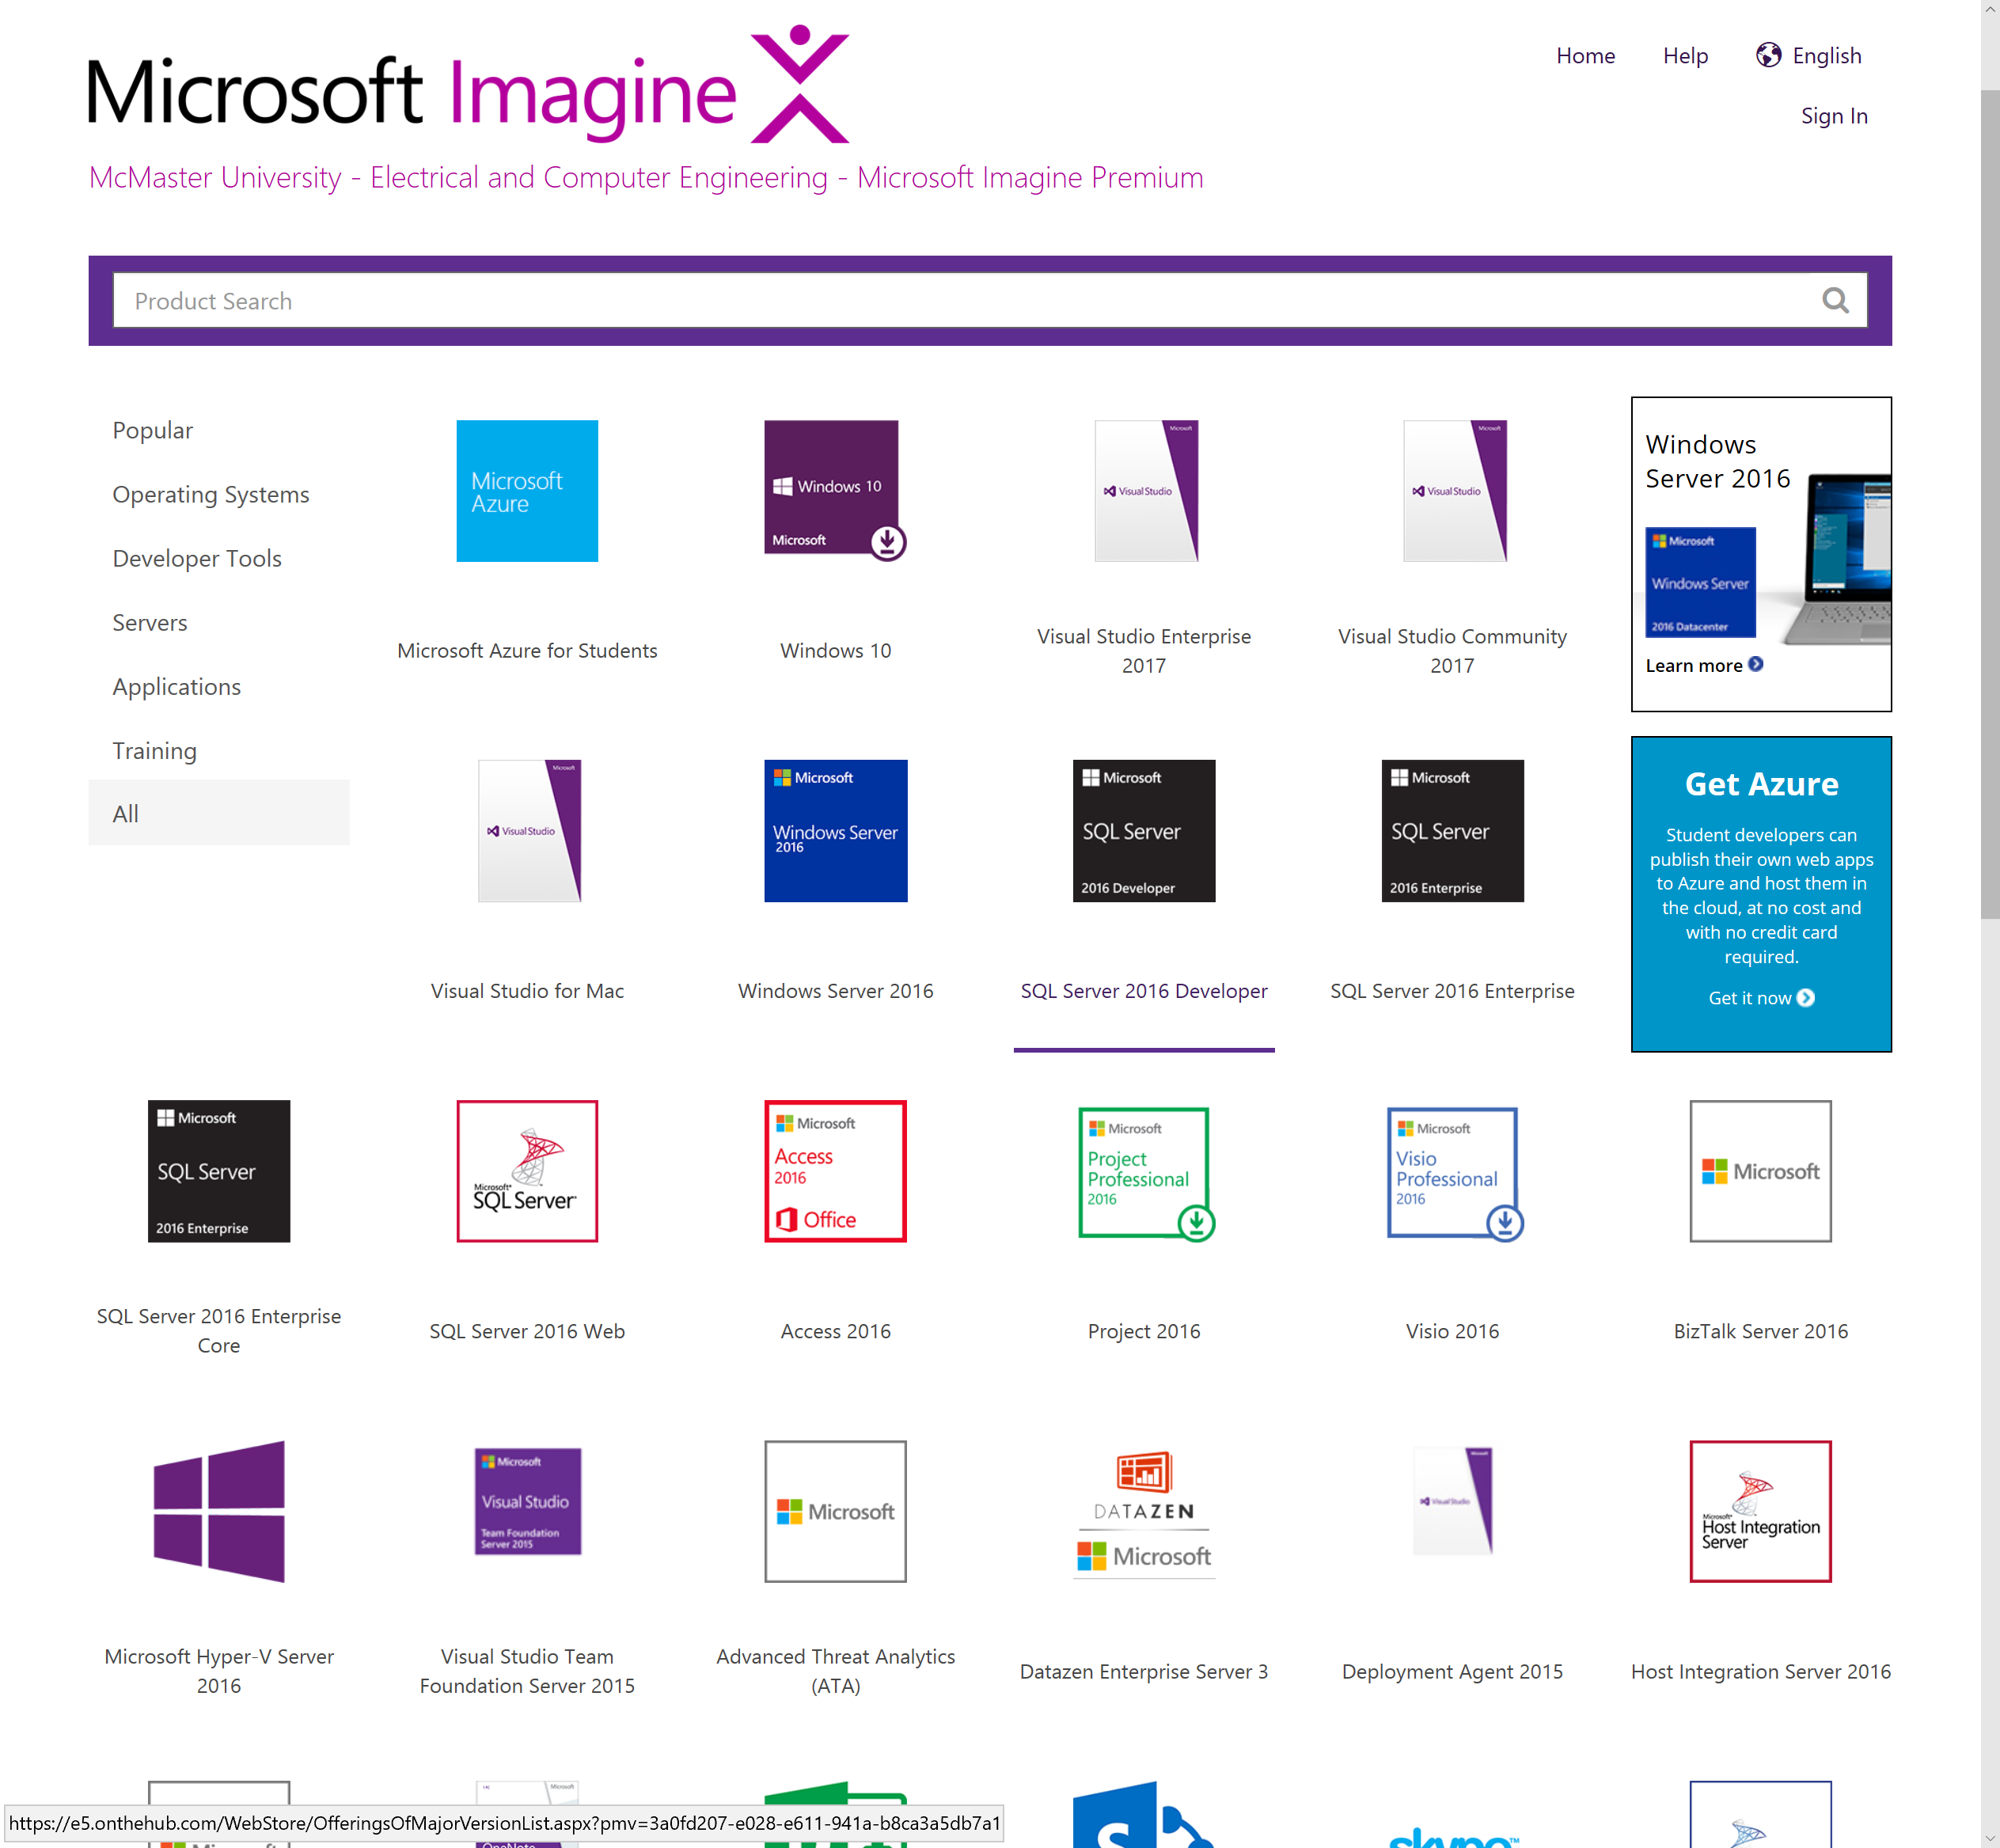 Microsoft Imagine
Home
Help
English
Sign In
McMaster University - Electrical and Computer Engineering - Microsoft Imagine Premium
Product Search
Popular
Operating Systems
Developer Tools
Servers
Applications
Training
All
Microsoft
Azure
Microsoft Azure for Students
Windows 10
Microsoft
Windows 10
Microsoft
Visual Studio
Visual Studio Enterprise
2017
Microsoft
Visual Studio
Visual Studio Community
2017
Windows
Server 2016
Microsoft
Windows Server
2016 Datacenter
Learn more
Microsoft
Visual Studio
Visual Studio for Mac
Microsoft
Windows Server
2016
Windows Server 2016
Microsoft
SQL Server
2016 Developer
SQL Server 2016 Developer
Microsoft
SQL Server
2016 Enterprise
SQL Server 2016 Enterprise
Get Azure
Student developers can
publish their own web apps
to Azure and host them in
the cloud, at no cost and
with no credit card
required.
Get it now
Microsoft
SQL Server
2016 Enterprise
SQL Server 2016 Enterprise
Core
Microsoft®
SQL Server®
SQL Server 2016 Web
Microsoft
Access
2016
Office
Access 2016
Microsoft
Project
Professional
2016
Project 2016
Microsoft
Visio
Professional
2016
Visio 2016
Microsoft
BizTalk Server 2016
Microsoft Hyper-V Server
2016
Microsoft
Visual Studio
Team Foundation
Server 2015
Visual Studio Team
Foundation Server 2015
Microsoft
Advanced Threat Analytics
(ATA)
DATAZEN
Microsoft
Datazen Enterprise Server 3
Visual Studio
Deployment Agent 2015
Microsoft®
Host Integration
Server
Host Integration Server 2016
Microsoft
S
skype™
https://e5.onthehub.com/WebStore/OfferingsOfMajorVersionList.aspx?pmv=3a0fd207-e028-e611-941a-b8ca3a5db7a1